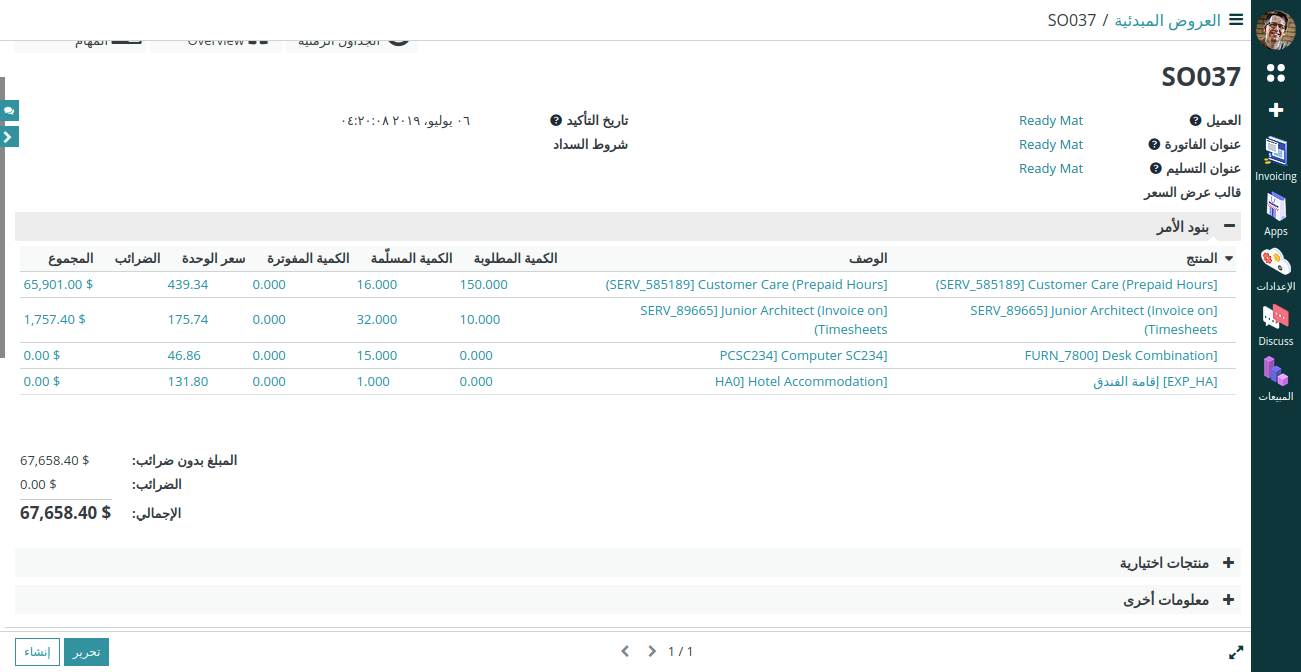 العروض المبدئية / SO037
الجداول الزمنية
Overview
المهام
SO037
العميل Ready Mat
عنوان الفاتورة Ready Mat
عنوان التسليم Ready Mat
قالب عرض السعر
تاريخ التأكيد ٠٦ يوليو، ٢٠١٩ ٠٤:٢٠:٠٨
شروط السداد
بنود الأمر
المنتج الوصف الكمية المطلوبة الكمية المسلّمة الكمية المفوترة سعر الوحدة الضرائب المجموع
(SERV_585189] Customer Care (Prepaid Hours] (SERV_585189] Customer Care (Prepaid Hours] 150.000 16.000 0.000 439.34 65,901.00 $
SERV_89665] Junior Architect (Invoice on] SERV_89665] Junior Architect (Invoice on] 10.000 32.000 0.000 175.74 1,757.40 $
(Timesheets (Timesheets
FURN_7800] Desk Combination] PCSC234] Computer SC234] 0.000 15.000 0.000 46.86 0.00 $
[EXP_HA] إقامة الفندق HA0] Hotel Accommodation] 0.000 1.000 0.000 131.80 0.00 $
المبلغ بدون ضرائب: 67,658.40 $
الضرائب: 0.00 $
الإجمالي: 67,658.40 $
منتجات اختيارية
معلومات أخرى
1 / 1
تحرير
إنشاء
Invoicing
Apps
الإعدادات
Discuss
المبيعات